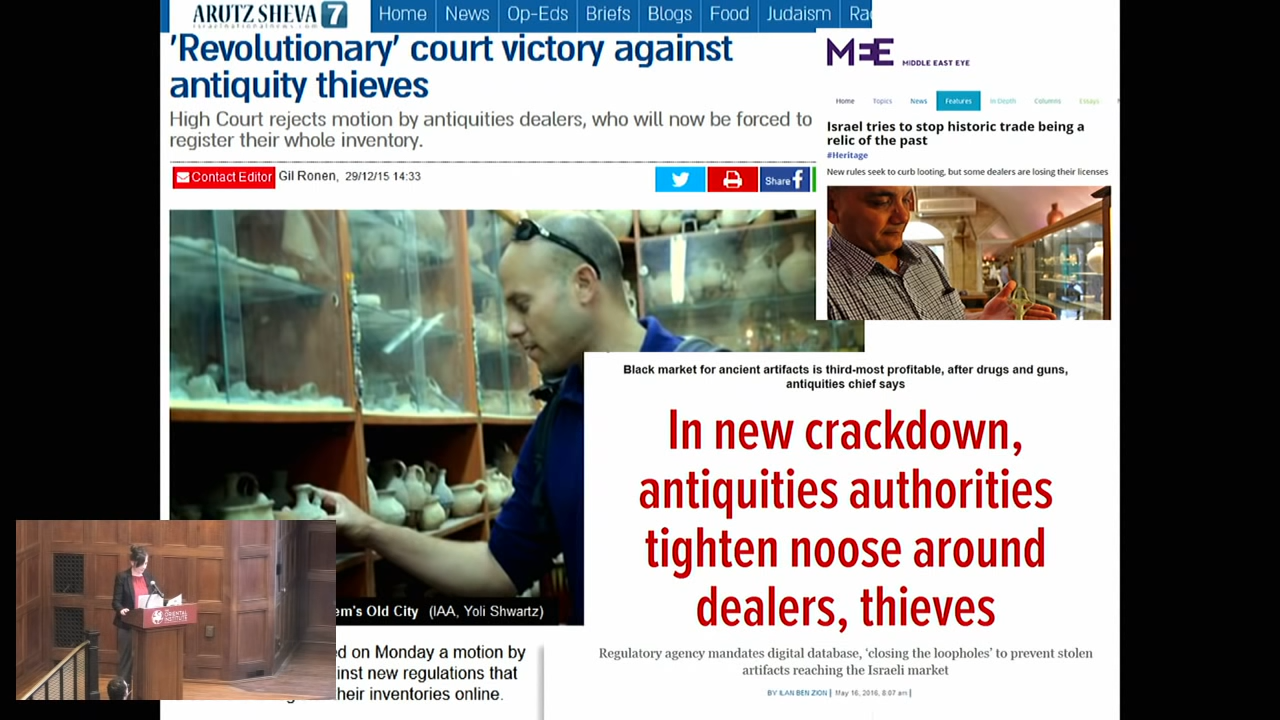 ARUTZ SHEVA 7
israelnationalnews.com
Home News Op-Eds Briefs Blogs Food Judaism
'Revolutionary' court victory against
antiquity thieves
High Court rejects motion by antiquities dealers, who will now be forced to
register their whole inventory.
Contact Editor Gil Ronen, 29/12/15 14:33
Share f
MEE MIDDLE EAST EYE
Home Topics News Features In Depth Columns Essays
Israel tries to stop historic trade being a
relic of the past
#Heritage
New rules seek to curb looting, but some dealers are losing their licenses
Black market for ancient artifacts is third-most profitable, after drugs and guns,
antiquities chief says
In new crackdown,
antiquities authorities
tighten noose around
dealers, thieves
Regulatory agency mandates digital database, 'closing the loopholes' to prevent stolen
artifacts reaching the Israeli market
BY ILAN BEN ZION | May 16, 2016, 8:07 am |
em's Old City (IAA, Yoli Shwartz)
ed on Monday a motion by
inst new regulations that
heir inventories online.
THE ORIENTAL
INSTITUTE